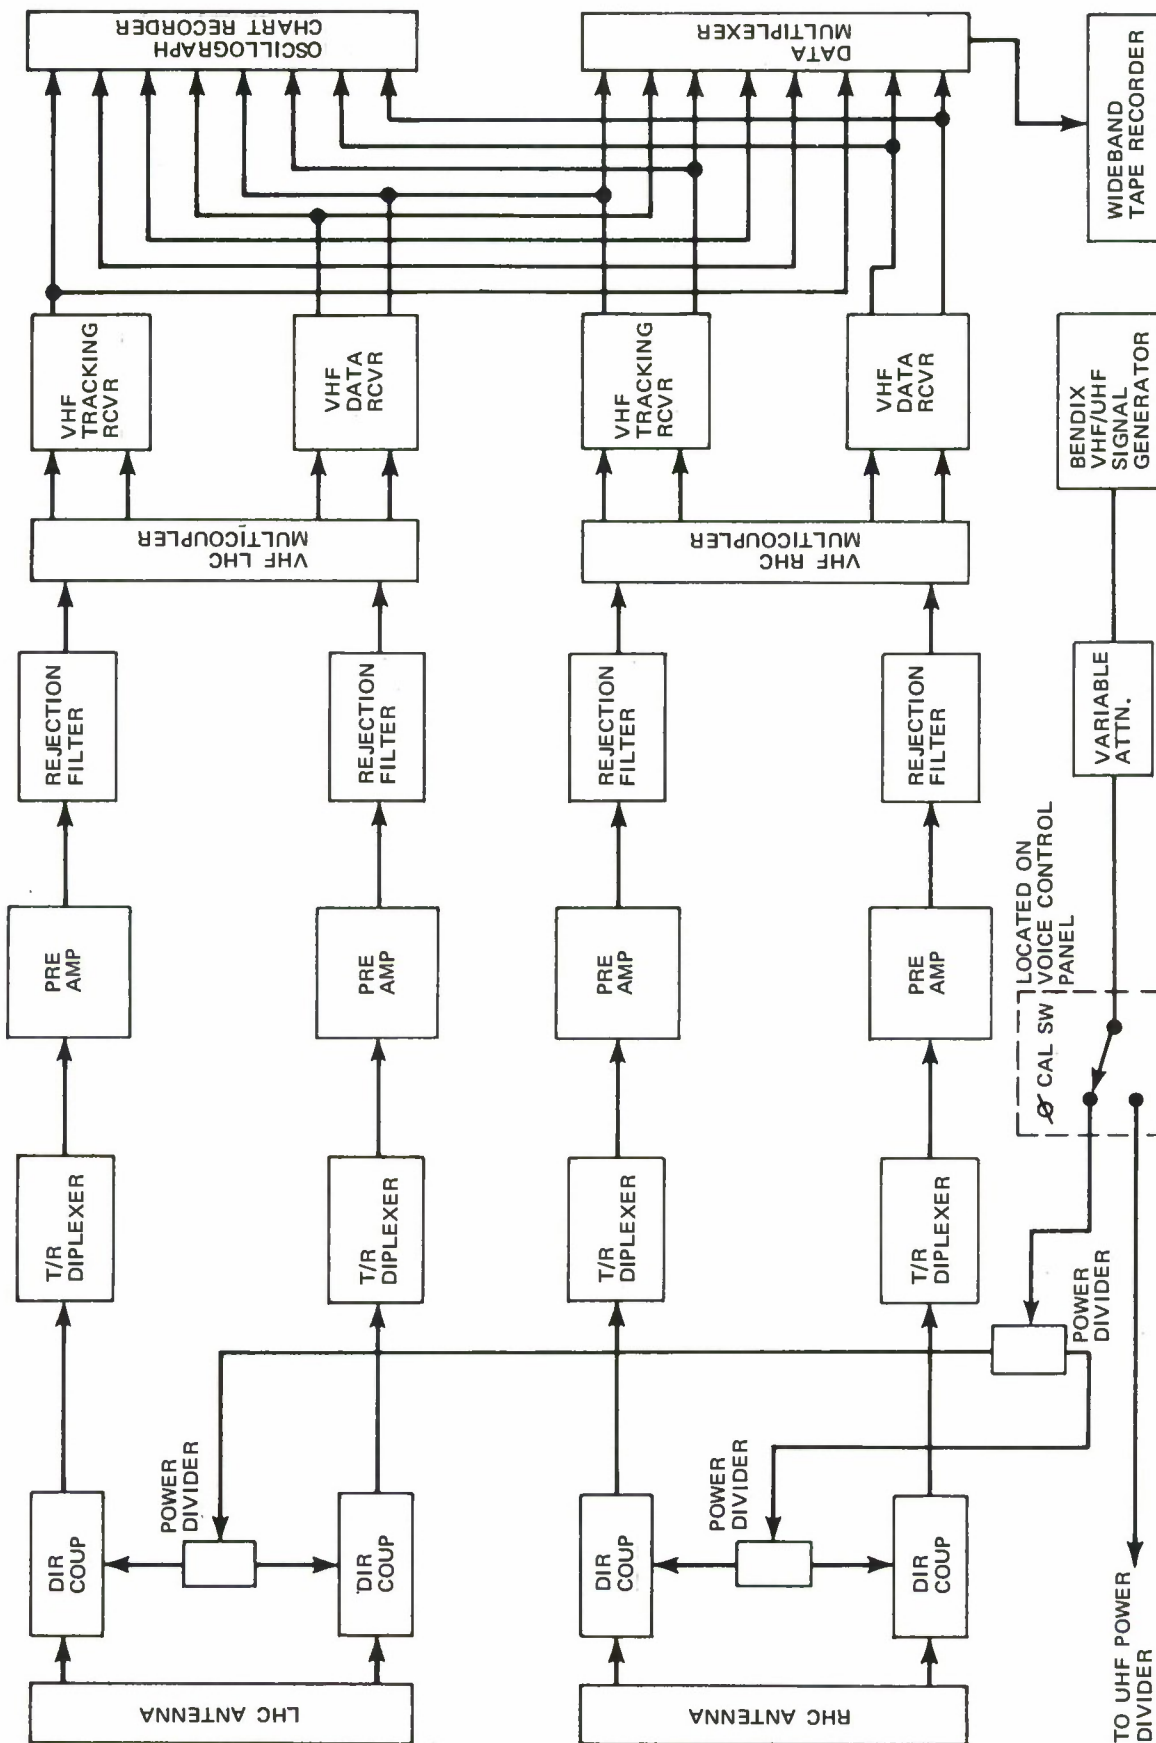 LHC ANTENNA
DIR
COUP
POWER
DIVIDER
DIR
COUP
T/R
DIPLEXER
T/R
DIPLEXER
PRE
AMP
PRE
AMP
REJECTION
FILTER
REJECTION
FILTER
VHF LHC
MULTICOUPLER
VHF
TRACKING
RCVR
VHF
DATA
RCVR
OSCILLOGRAPH
CHART RECORDER
RHC ANTENNA
DIR
COUP
POWER
DIVIDER
DIR
COUP
T/R
DIPLEXER
T/R
DIPLEXER
PRE
AMP
PRE
AMP
REJECTION
FILTER
REJECTION
FILTER
VHF RHC
MULTICOUPLER
VHF
TRACKING
RCVR
VHF
DATA
RCVR
DATA
MULTIPLEXER
TO UHF POWER
DIVIDER
POWER
DIVIDER
Ø CAL SW
LOCATED ON
VOICE CONTROL
PANEL
VARIABLE
ATTN.
BENDIX
VHF/UHF
SIGNAL
GENERATOR
WIDEBAND
TAPE RECORDER